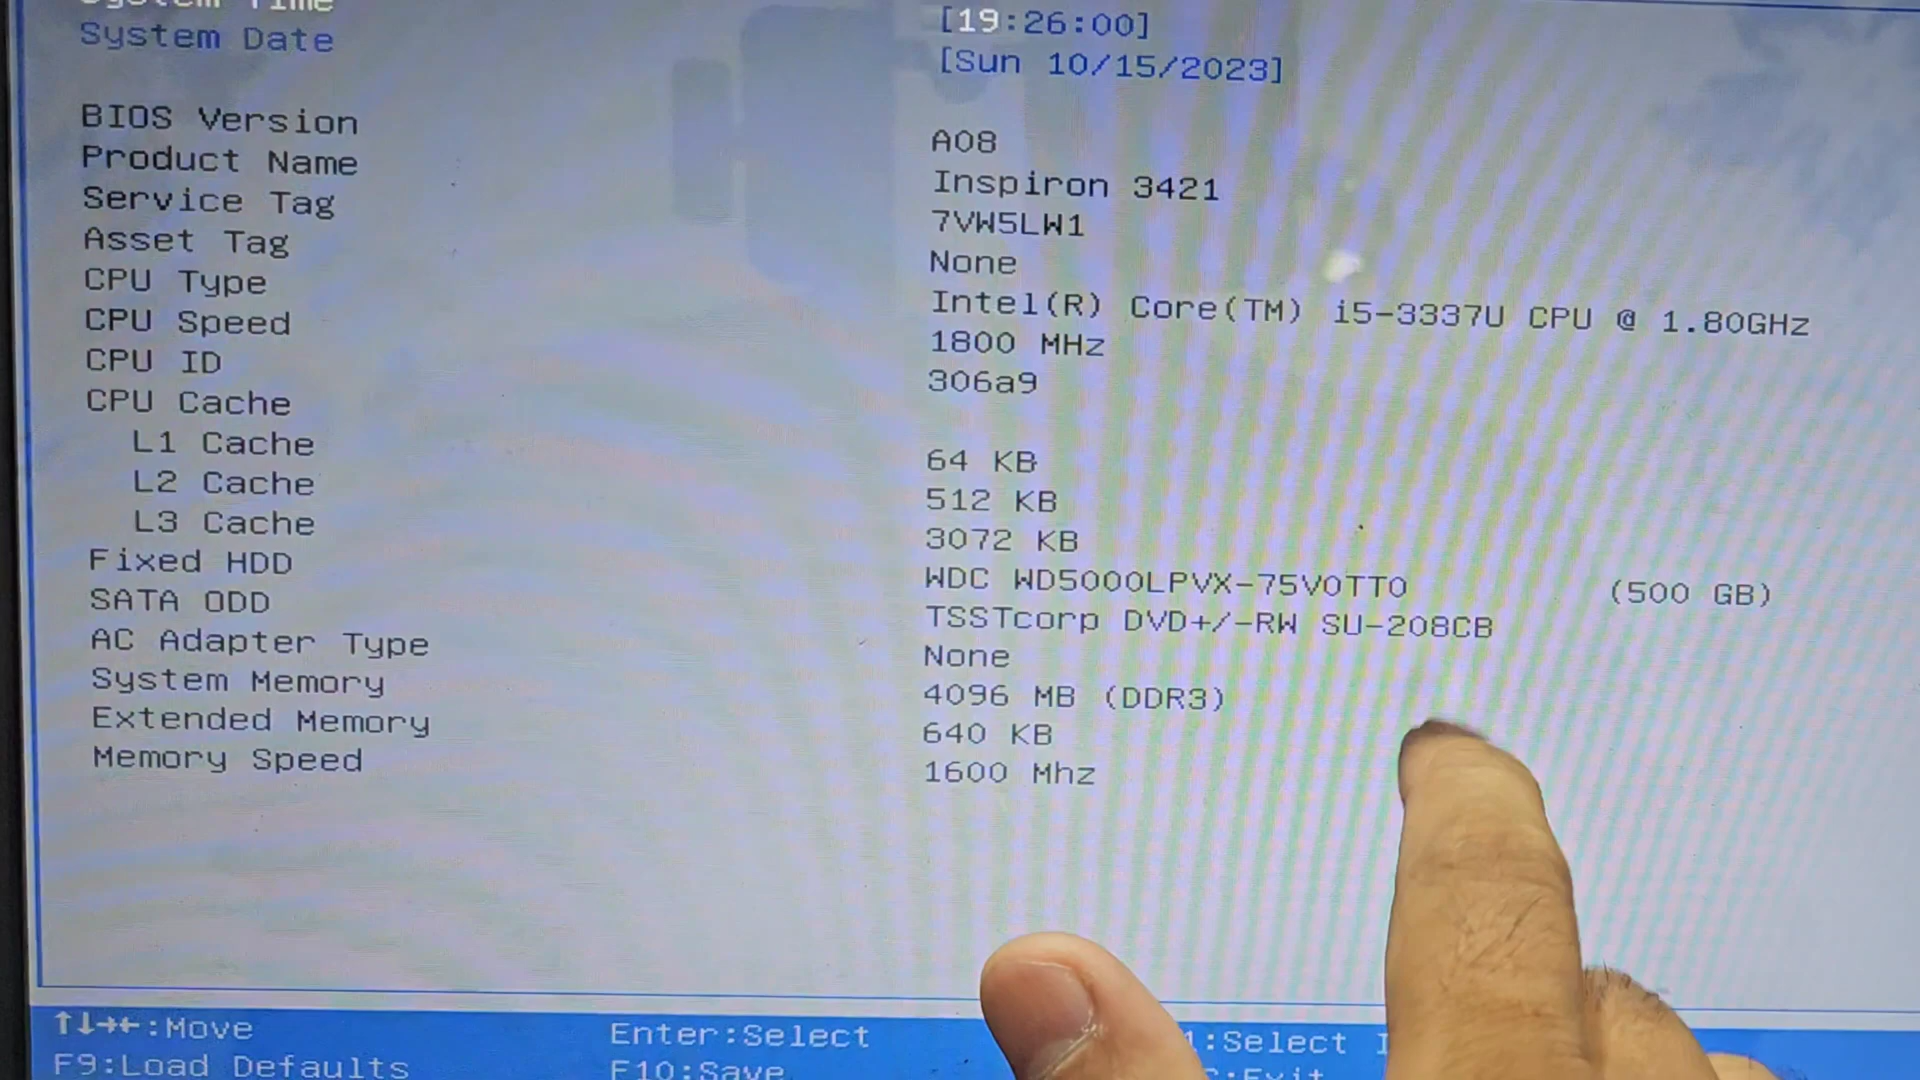 System Time [19:26:00]
System Date [Sun 10/15/2023]
BIOS Version A08
Product Name Inspiron 3421
Service Tag 7VW5LW1
Asset Tag None
CPU Type Intel(R) Core(TM) i5-3337U CPU @ 1.80GHz
CPU Speed 1800 MHz
CPU ID 306a9
CPU Cache
L1 Cache 64 KB
L2 Cache 512 KB
L3 Cache 3072 KB
Fixed HDD WDC WD5000LPVX-75V0TT0 (500 GB)
SATA ODD TSSTcorp DVD+/-RW SU-208CB
AC Adapter Type None
System Memory 4096 MB (DDR3)
Extended Memory 640 KB
Memory Speed 1600 Mhz
↑↓→←:Move Enter:Select :Select
F9:Load Defaults F10:Save :Exit